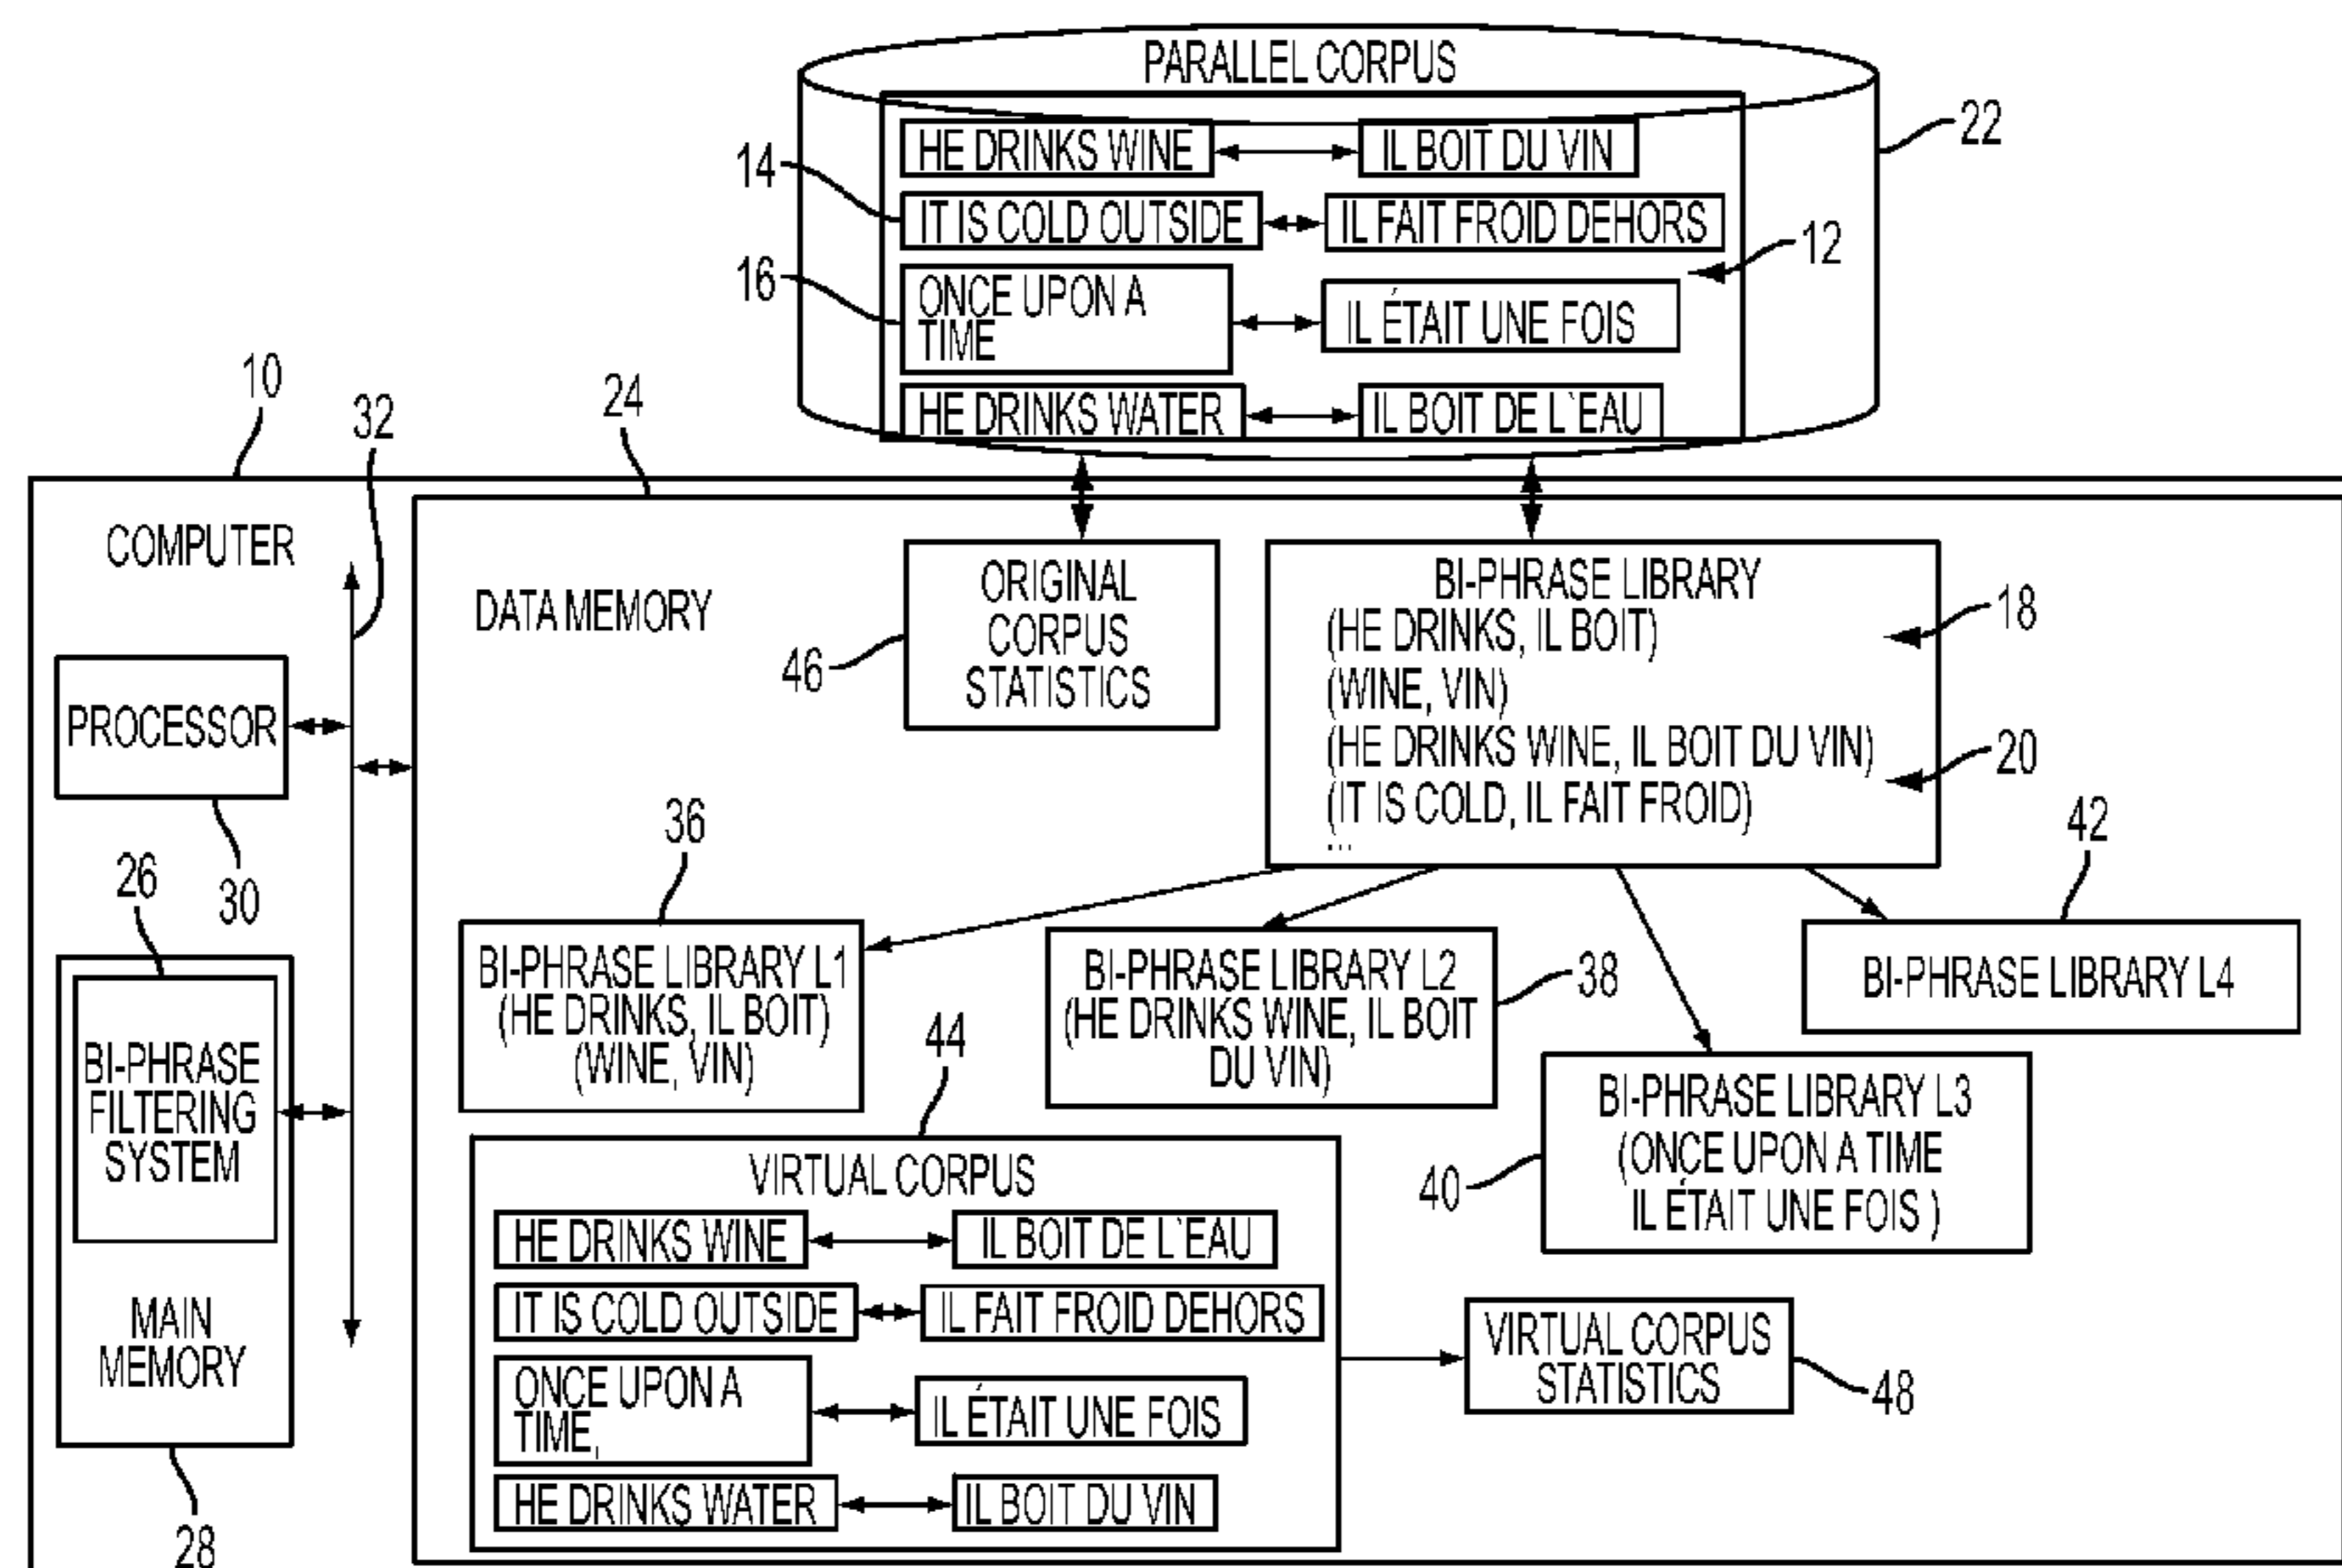 PARALLEL CORPUS
HE DRINKS WINE IL BOIT DU VIN
22
14
IT IS COLD OUTSIDE IL FAIT FROID DEHORS
12
16
ONCE UPON A
TIME
IL ÉTAIT UNE FOIS
HE DRINKS WATER IL BOIT DE L`EAU
10
32
24
COMPUTER
DATA MEMORY
ORIGINAL
CORPUS
STATISTICS
46
BI-PHRASE LIBRARY
(HE DRINKS, IL BOIT)
(WINE, VIN)
(HE DRINKS WINE, IL BOIT DU VIN)
(IT IS COLD, IL FAIT FROID)
...
18
20
PROCESSOR
30
36
42
26
BI-PHRASE LIBRARY L1
(HE DRINKS, IL BOIT)
(WINE, VIN)
BI-PHRASE LIBRARY L2
(HE DRINKS WINE, IL BOIT
DU VIN)
38
BI-PHRASE LIBRARY L4
BI-PHRASE
FILTERING
SYSTEM
44
BI-PHRASE LIBRARY L3
(ONCE UPON A TIME
IL ÉTAIT UNE FOIS )
40
MAIN
MEMORY
28
VIRTUAL CORPUS
HE DRINKS WINE IL BOIT DE L`EAU
IT IS COLD OUTSIDE IL FAIT FROID DEHORS
ONCE UPON A
TIME,
IL ÉTAIT UNE FOIS
HE DRINKS WATER IL BOIT DU VIN
VIRTUAL CORPUS
STATISTICS
48